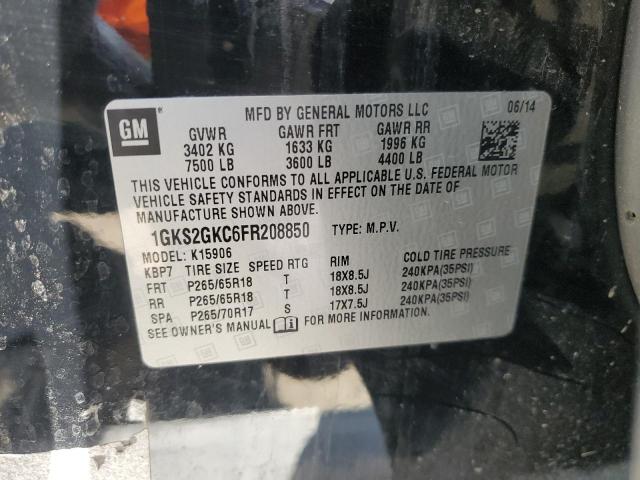 GM
MFD BY GENERAL MOTORS LLC 06/14
GVWR GAWR FRT GAWR RR
3402 KG 1633 KG 1996 KG
7500 LB 3600 LB 4400 LB
THIS VEHICLE CONFORMS TO ALL APPLICABLE U.S. FEDERAL MOTOR
VEHICLE SAFETY STANDARDS IN EFFECT ON THE DATE OF
MANUFACTURE SHOWN ABOVE.
1GKS2GKC6FR208850 TYPE: M.P.V.
MODEL: K15906
KBP7 TIRE SIZE SPEED RTG RIM COLD TIRE PRESSURE
FRT P265/65R18 T 18X8.5J 240KPA(35PSI)
RR P265/65R18 T 18X8.5J 240KPA(35PSI)
SPA P265/70R17 S 17X7.5J 240KPA(35PSI)
SEE OWNER'S MANUAL FOR MORE INFORMATION.